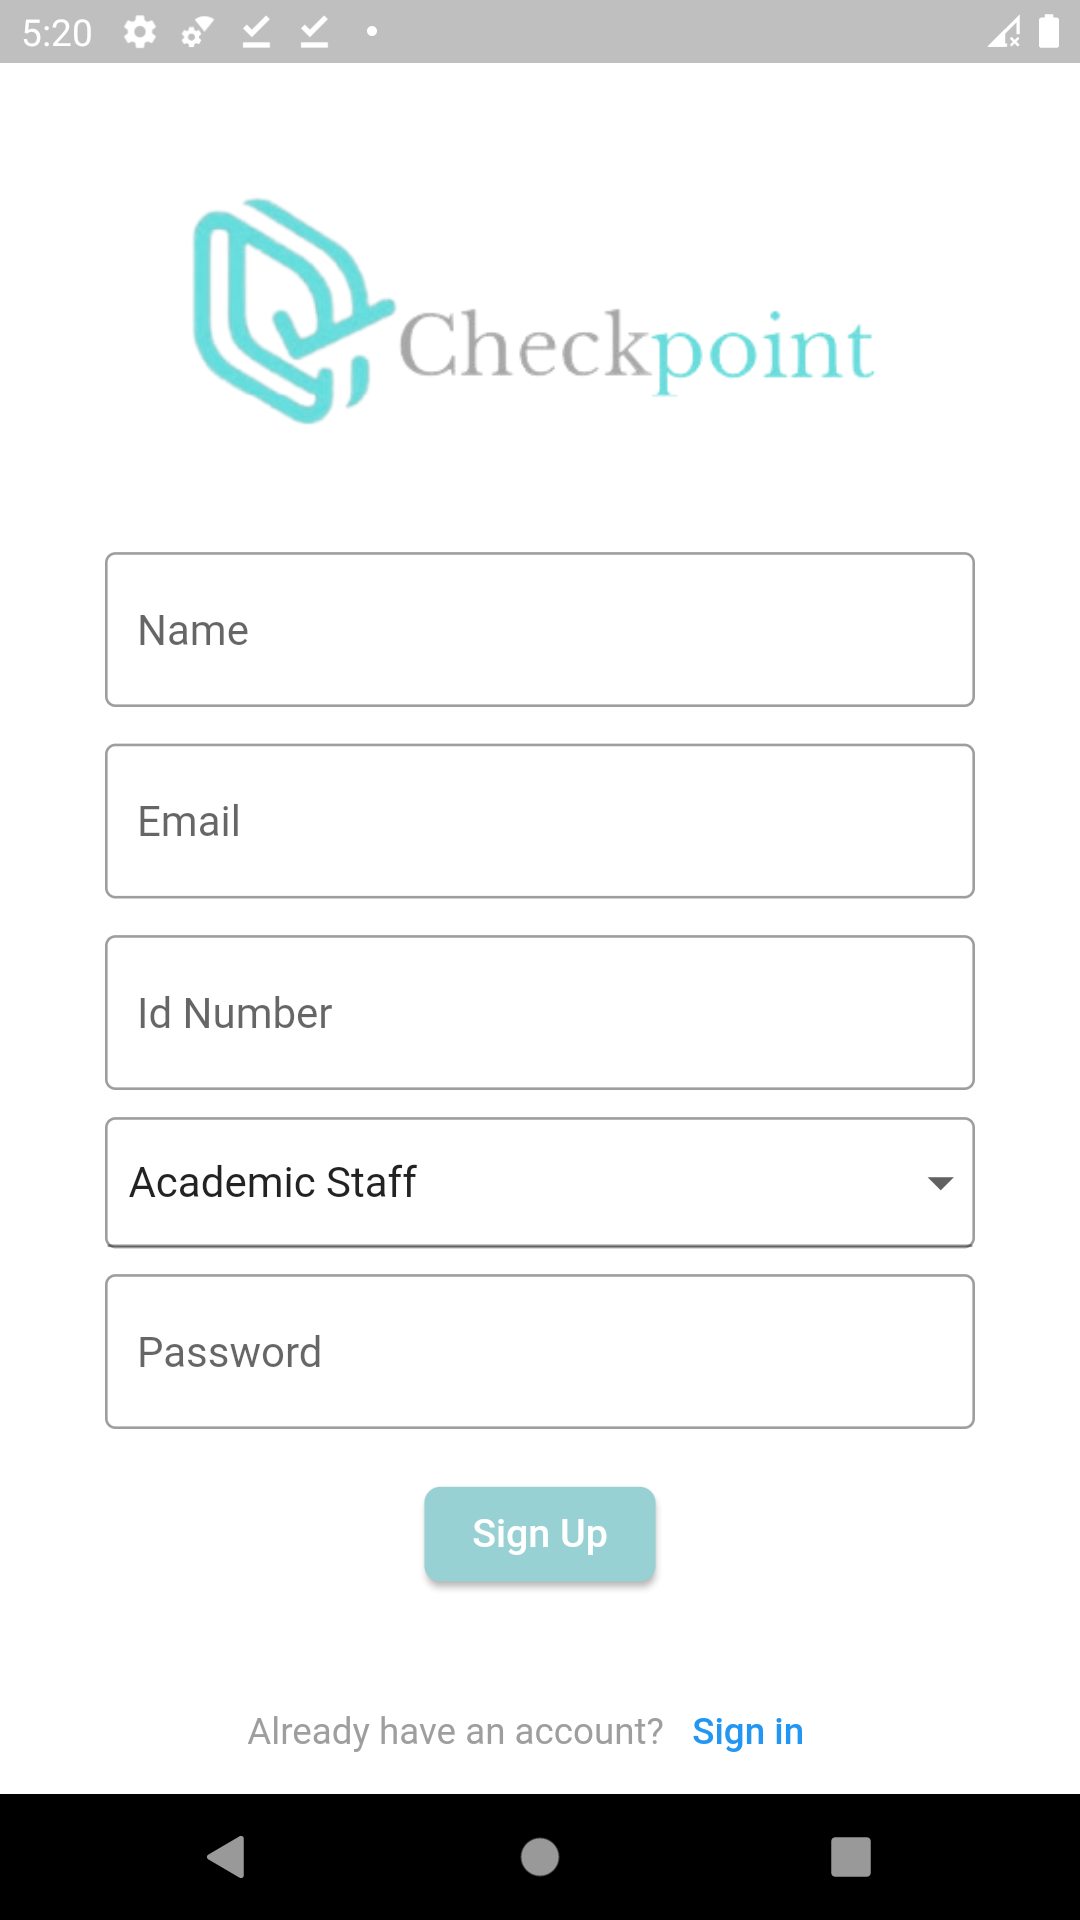 5:20
Checkpoint
Name
Email
Id Number
Academic Staff
Password
Sign Up
Already have an account? Sign in